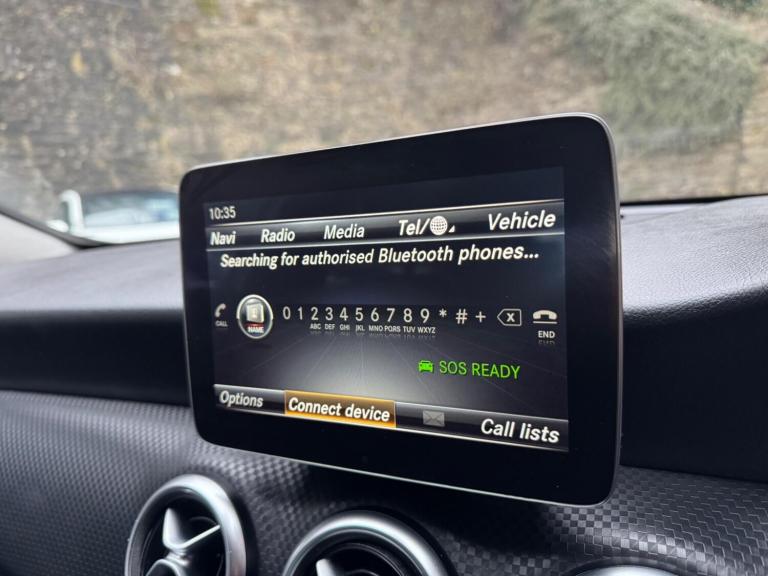 10:35
Navi Radio Media Tel/ Vehicle
Searching for authorised Bluetooth phones...
CALL NAME 0 1 2 3 4 5 6 7 8 9 * # + END
ABC DEF GHI JKL MNO PQRS TUV WXYZ
SOS READY
Options Connect device Call lists